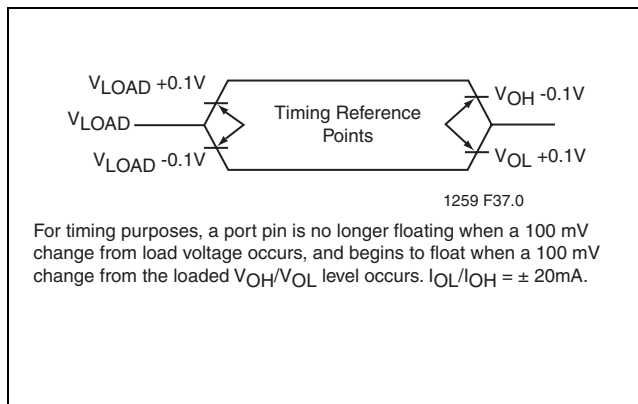 VLOAD +0.1V
VLOAD
VLOAD -0.1V
Timing Reference
Points
VOH -0.1V
VOL +0.1V
1259 F37.0
For timing purposes, a port pin is no longer floating when a 100 mV
change from load voltage occurs, and begins to float when a 100 mV
change from the loaded VOH/VOL level occurs. IOL/IOH = ± 20mA.